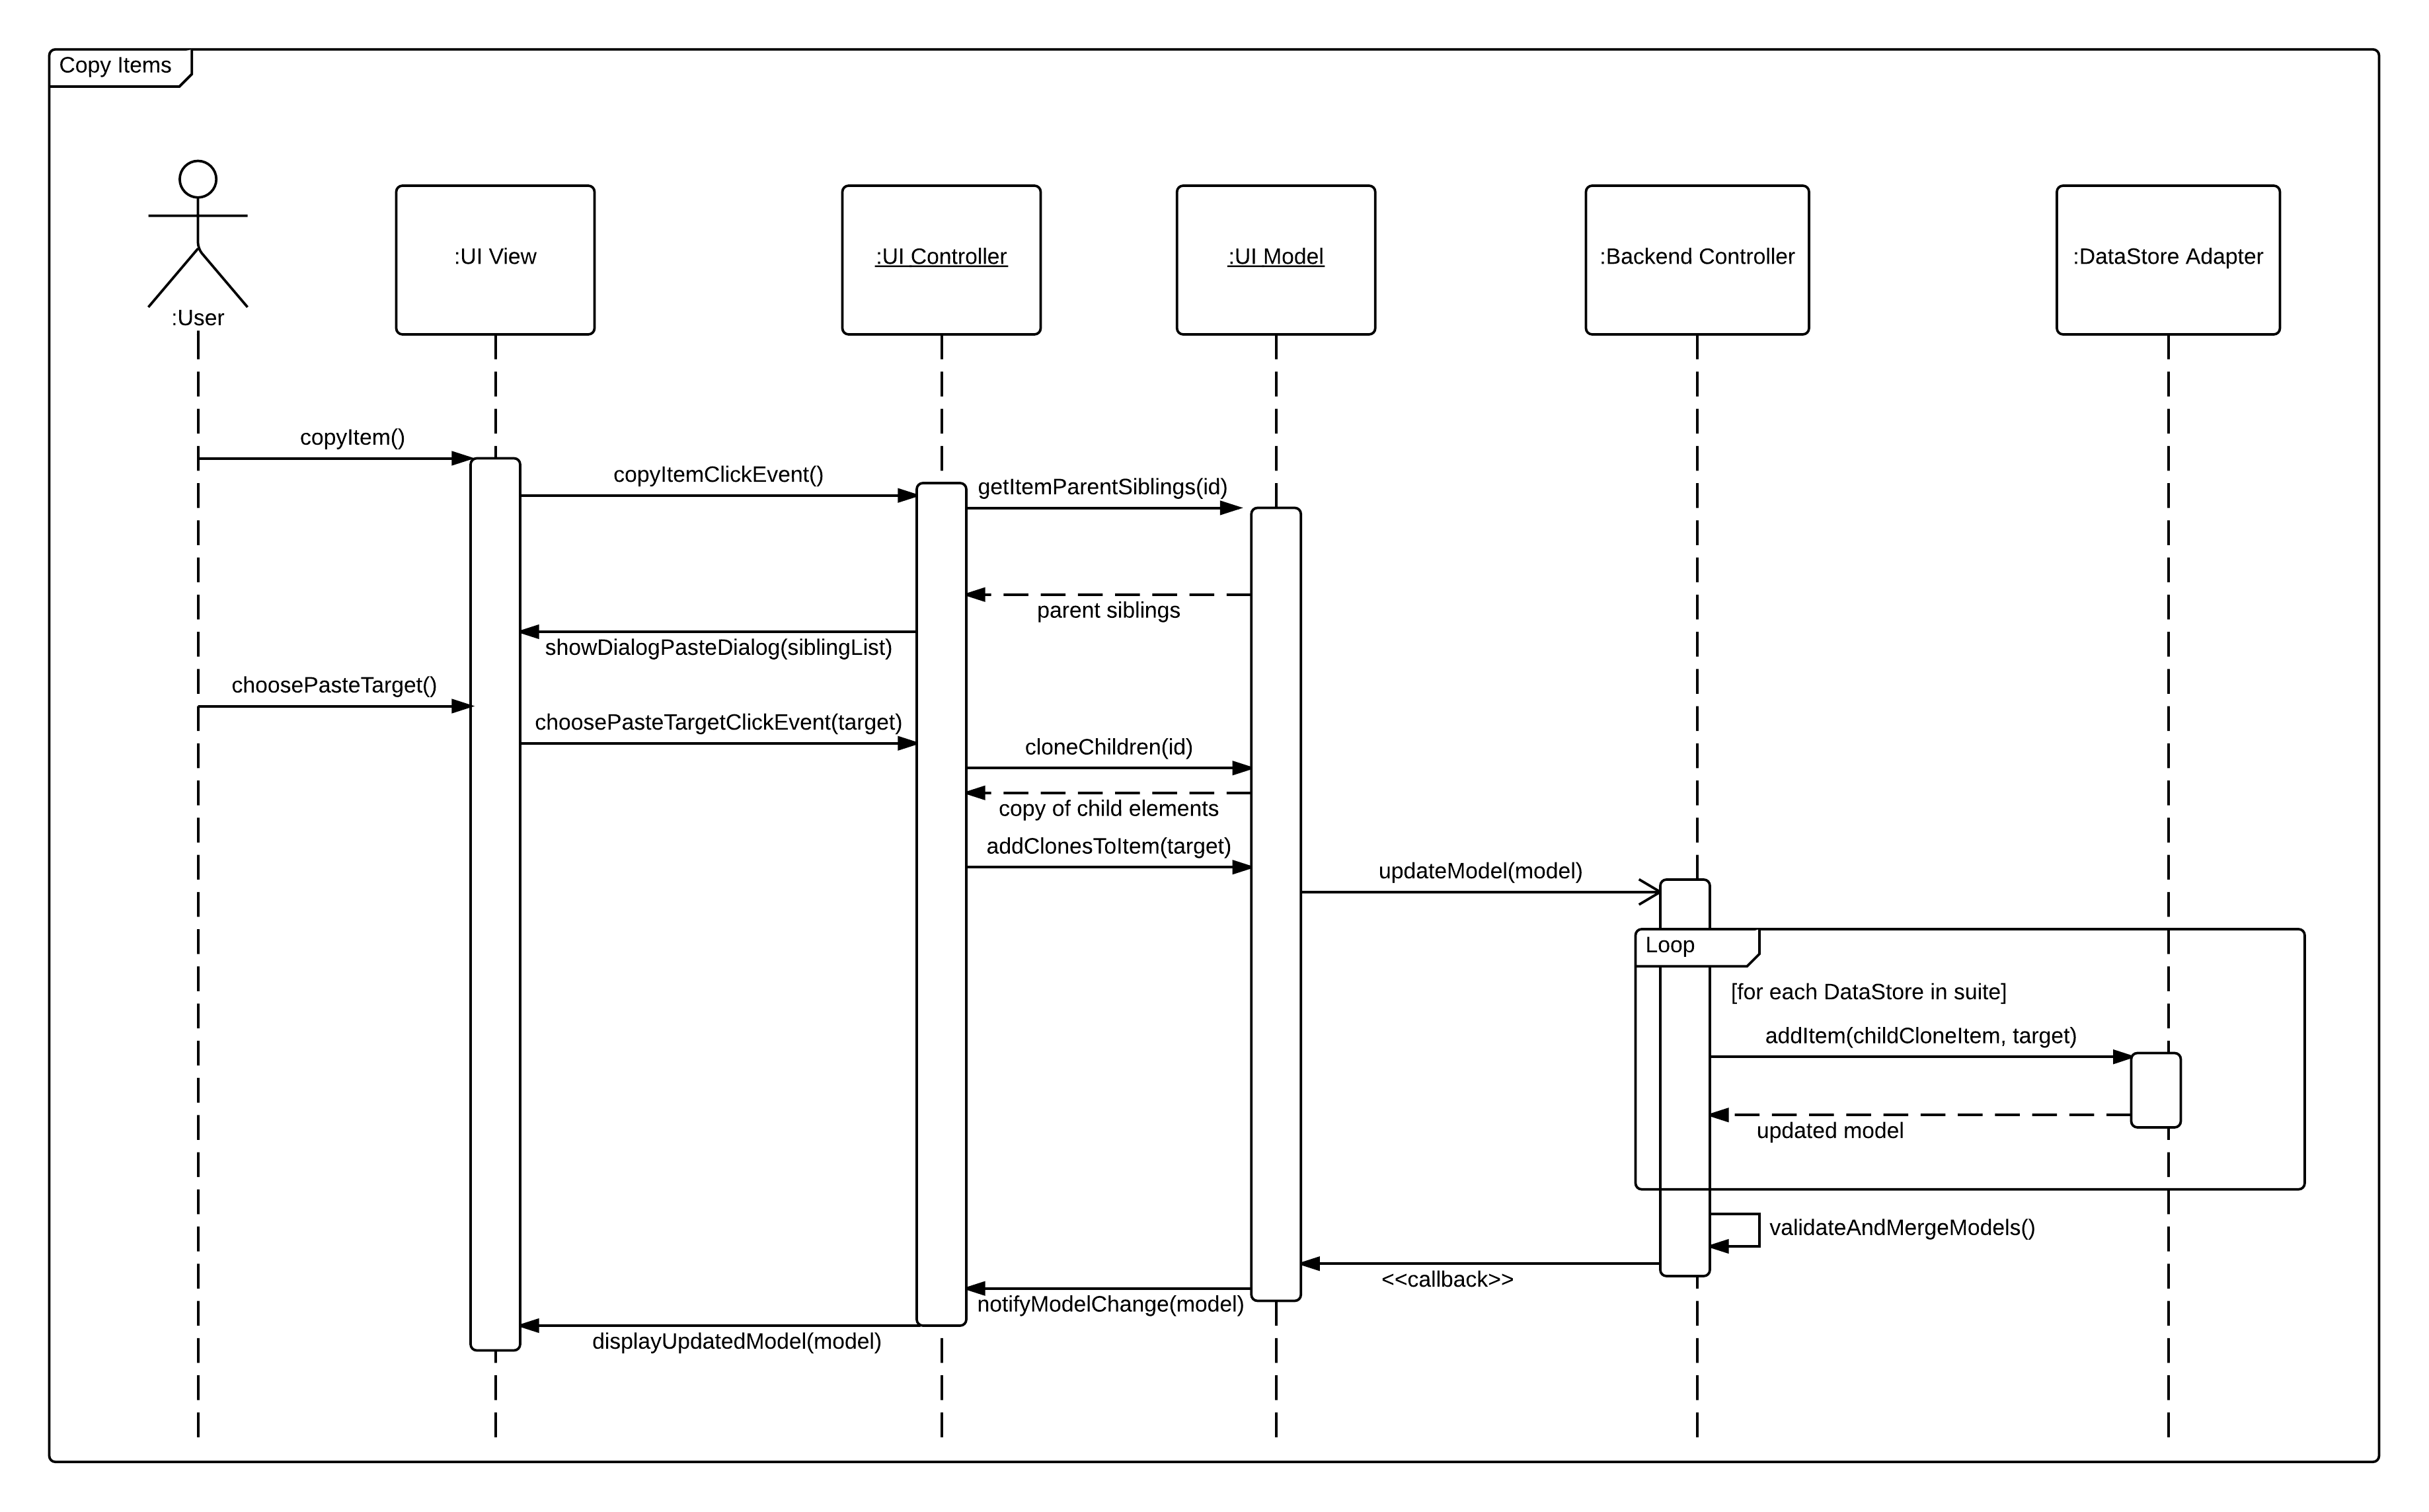 Copy Items
:User
:UI View
:UI Controller
:UI Model
:Backend Controller
:DataStore Adapter
copyItem()
copyItemClickEvent()
getItemParentSiblings(id)
parent siblings
showDialogPasteDialog(siblingList)
choosePasteTarget()
choosePasteTargetClickEvent(target)
cloneChildren(id)
copy of child elements
addClonesToItem(target)
updateModel(model)
Loop
[for each DataStore in suite]
addItem(childCloneItem, target)
updated model
validateAndMergeModels()
<<callback>>
notifyModelChange(model)
displayUpdatedModel(model)